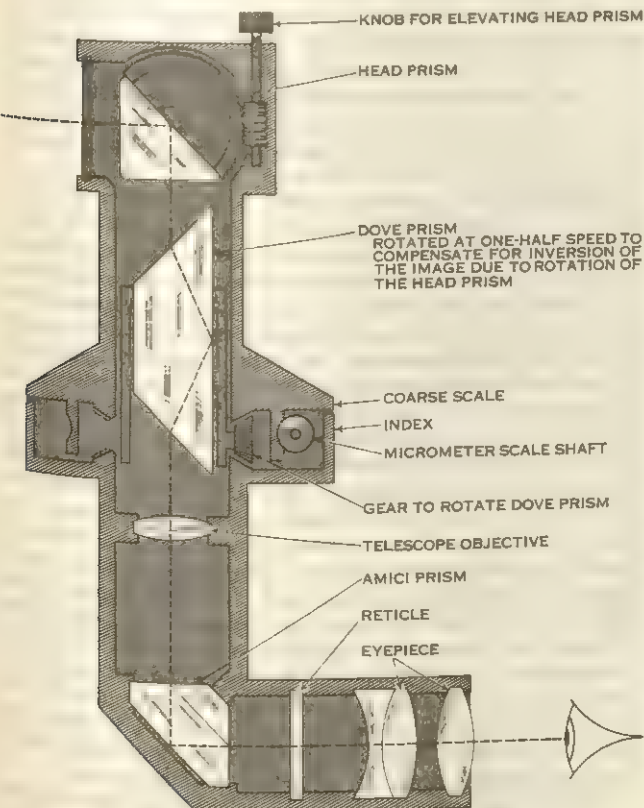 KNOB FOR ELEVATING HEAD PRISM
HEAD PRISM
DOVE PRISM
ROTATED AT ONE-HALF SPEED TO
COMPENSATE FOR INVERSION OF
THE IMAGE DUE TO ROTATION OF
THE HEAD PRISM
COARSE SCALE
INDEX
MICROMETER SCALE SHAFT
GEAR TO ROTATE DOVE PRISM
TELESCOPE OBJECTIVE
AMICI PRISM
RETICLE
EYEPIECE